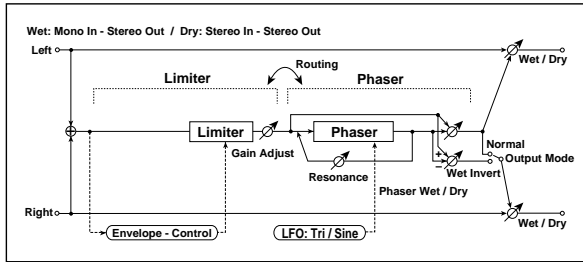 Wet: Mono In - Stereo Out / Dry: Stereo In - Stereo Out
Left
Wet / Dry
Routing
Limiter
Phaser
Limiter
Phaser
Gain Adjust
Resonance
Phaser Wet / Dry
+
−
Wet Invert
Normal
Output Mode
Right
Wet / Dry
Envelope - Control
LFO: Tri / Sine